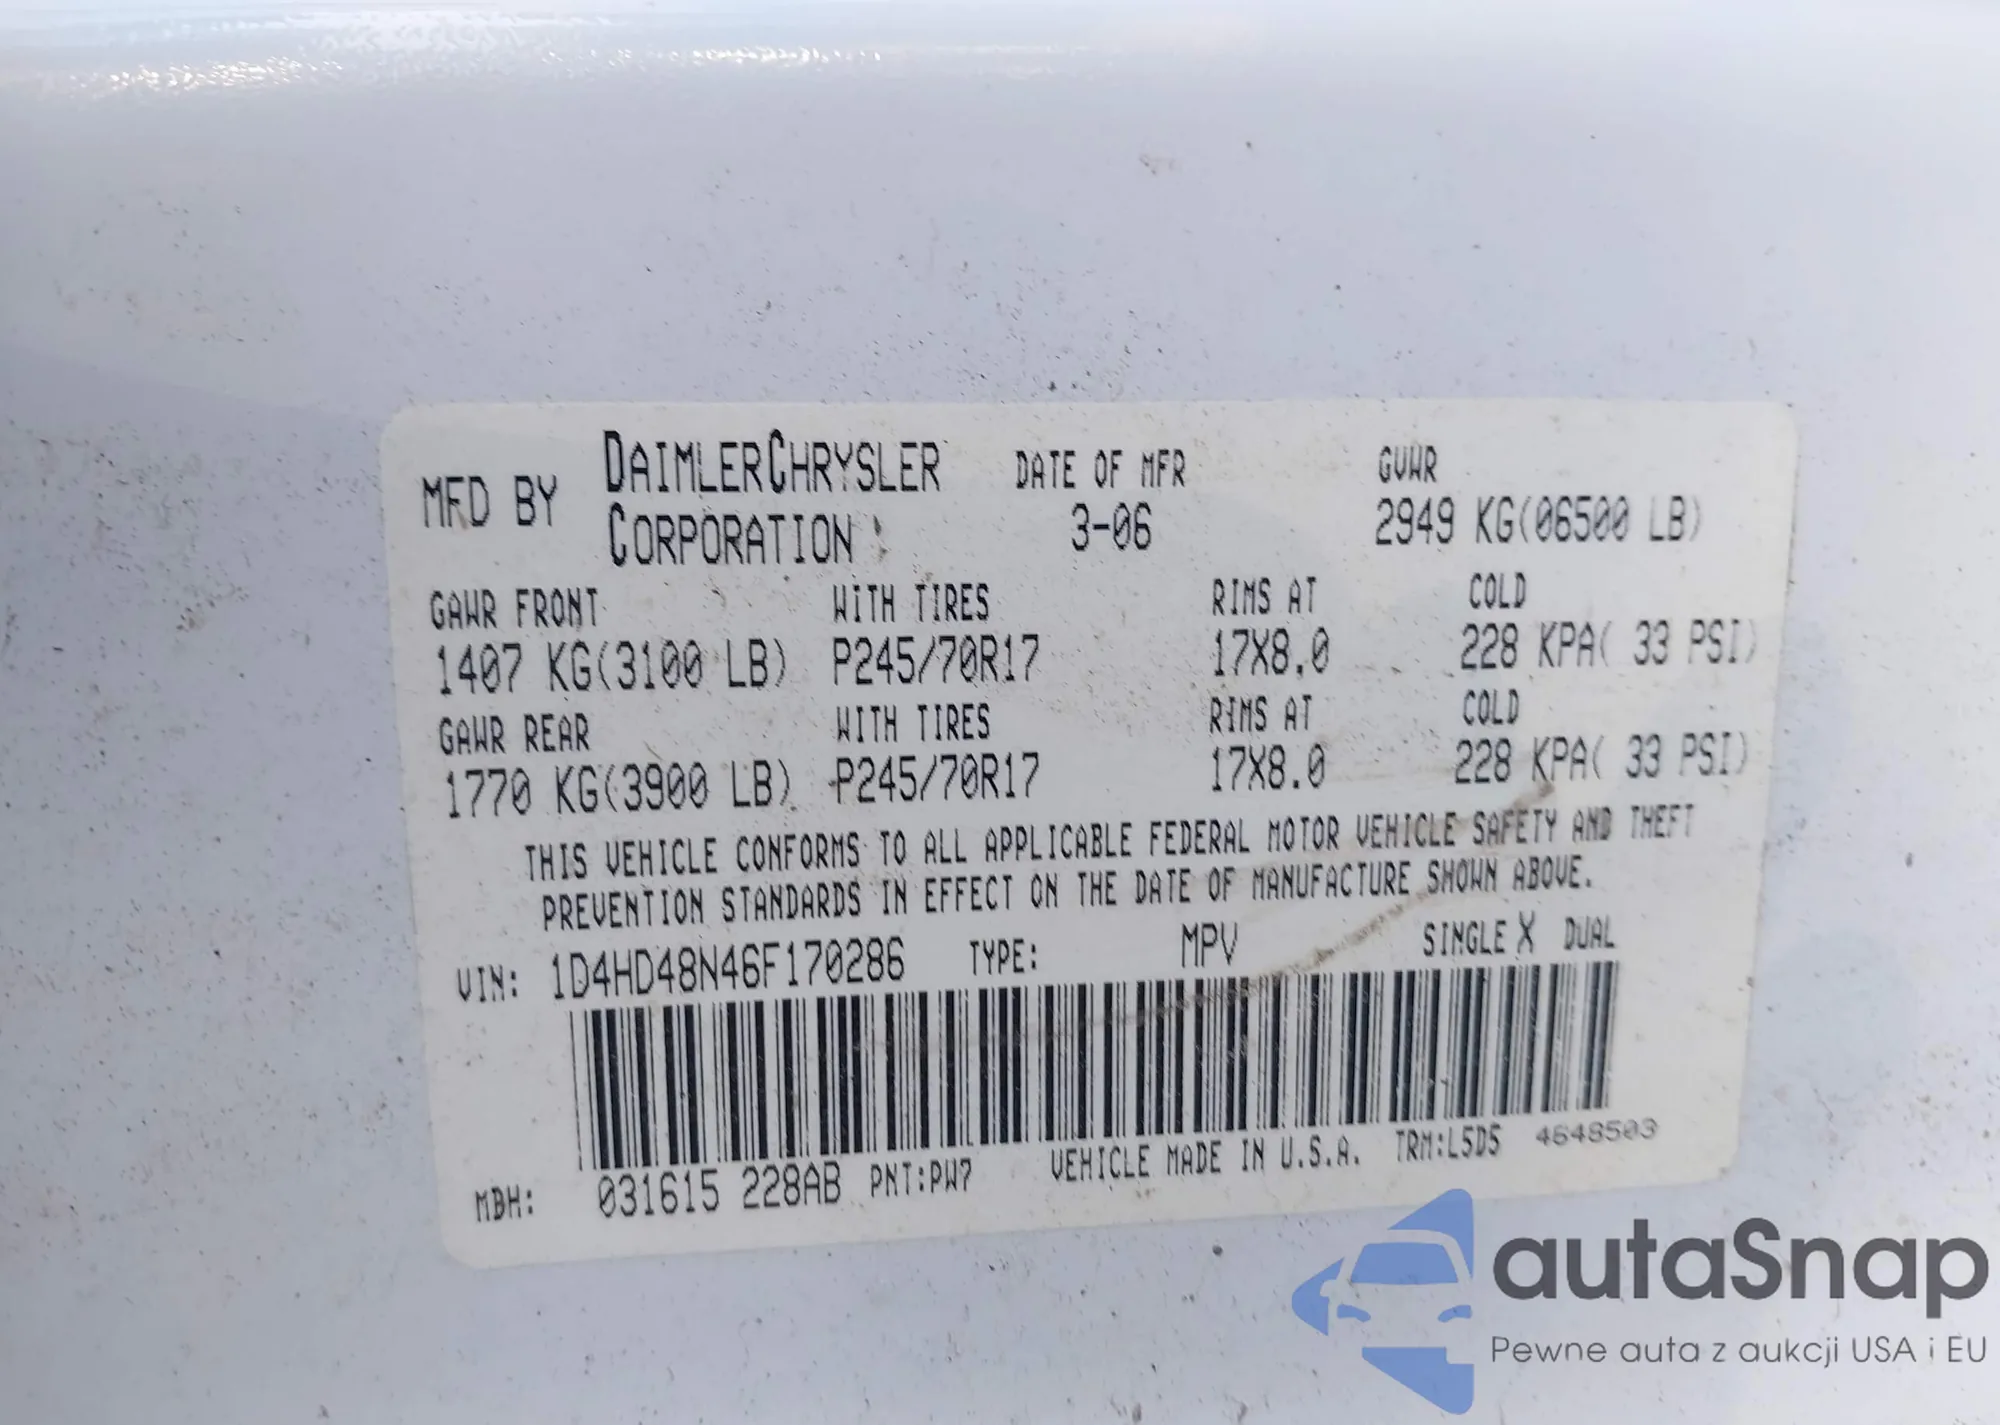 MFD BY DAIMLERCHRYSLER CORPORATION
DATE OF MFR 3-06
GVWR 2949 KG(06500 LB)
GAWR FRONT WITH TIRES RIMS AT COLD
1407 KG(3100 LB) P245/70R17 17X8.0 228 KPA( 33 PSI)
GAWR REAR WITH TIRES RIMS AT COLD
1770 KG(3900 LB) P245/70R17 17X8.0 228 KPA( 33 PSI)
THIS VEHICLE CONFORMS TO ALL APPLICABLE FEDERAL MOTOR VEHICLE SAFETY AND THEFT
PREVENTION STANDARDS IN EFFECT ON THE DATE OF MANUFACTURE SHOWN ABOVE.
VIN: 1D4HD48N46F170286 TYPE: MPV SINGLE X DUAL
MBH: 031615 228AB PNT:PW7 VEHICLE MADE IN U.S.A. TRM:L5D5 4648503
autaSnap
Pewne auta z aukcji USA i EU